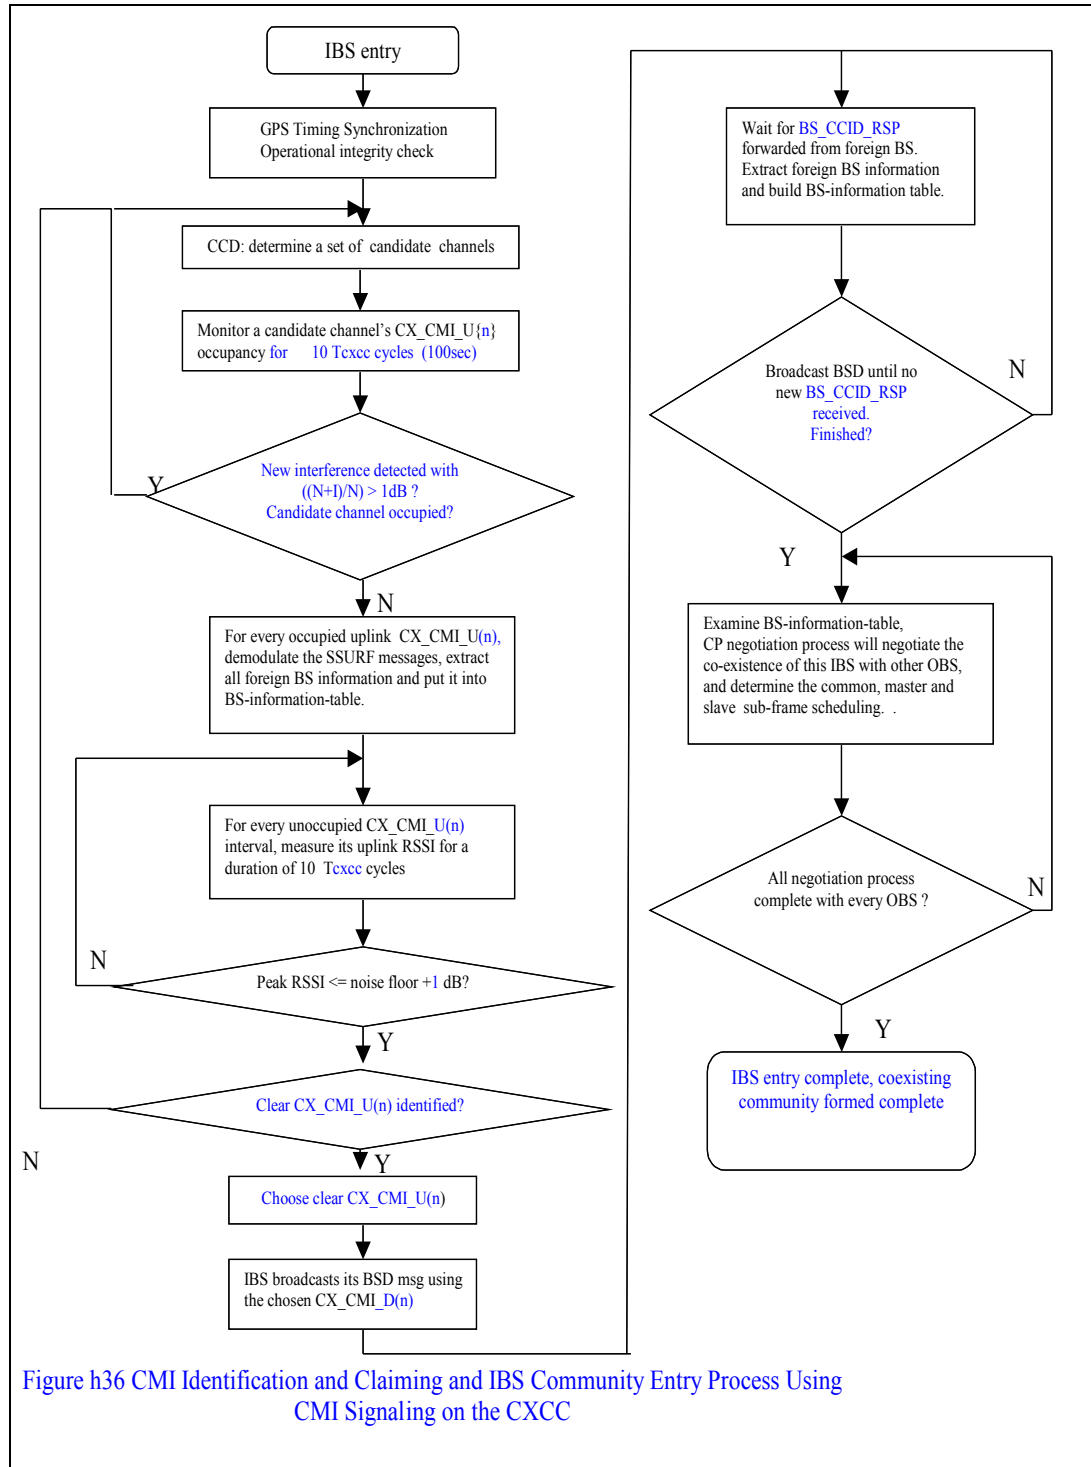 IBS entry
GPS Timing Synchronization
Operational integrity check
CCD: determine a set of candidate channels
Monitor a candidate channel's CX_CMI_U{n}
occupancy for 10 Tcxcc cycles (100sec)
New interference detected with
((N+I)/N) > 1dB ?
Candidate channel occupied?
Y
N
For every occupied uplink CX_CMI_U(n),
demodulate the SSURF messages, extract
all foreign BS information and put it into
BS-information-table.
For every unoccupied CX_CMI_U(n)
interval, measure its uplink RSSI for a
duration of 10 Tcxcc cycles
N
Peak RSSI <= noise floor +1 dB?
Y
Clear CX_CMI_U(n) identified?
N
Y
Choose clear CX_CMI_U(n)
IBS broadcasts its BSD msg using
the chosen CX_CMI_D(n)
Wait for BS_CCID_RSP
forwarded from foreign BS.
Extract foreign BS information
and build BS-information table.
Broadcast BSD until no
new BS_CCID_RSP
received.
Finished?
N
Y
Examine BS-information-table,
CP negotiation process will negotiate the
co-existence of this IBS with other OBS,
and determine the common, master and
slave sub-frame scheduling. .
All negotiation process
complete with every OBS ?
N
Y
IBS entry complete, coexisting
community formed complete
Figure h36 CMI Identification and Claiming and IBS Community Entry Process Using
CMI Signaling on the CXCC